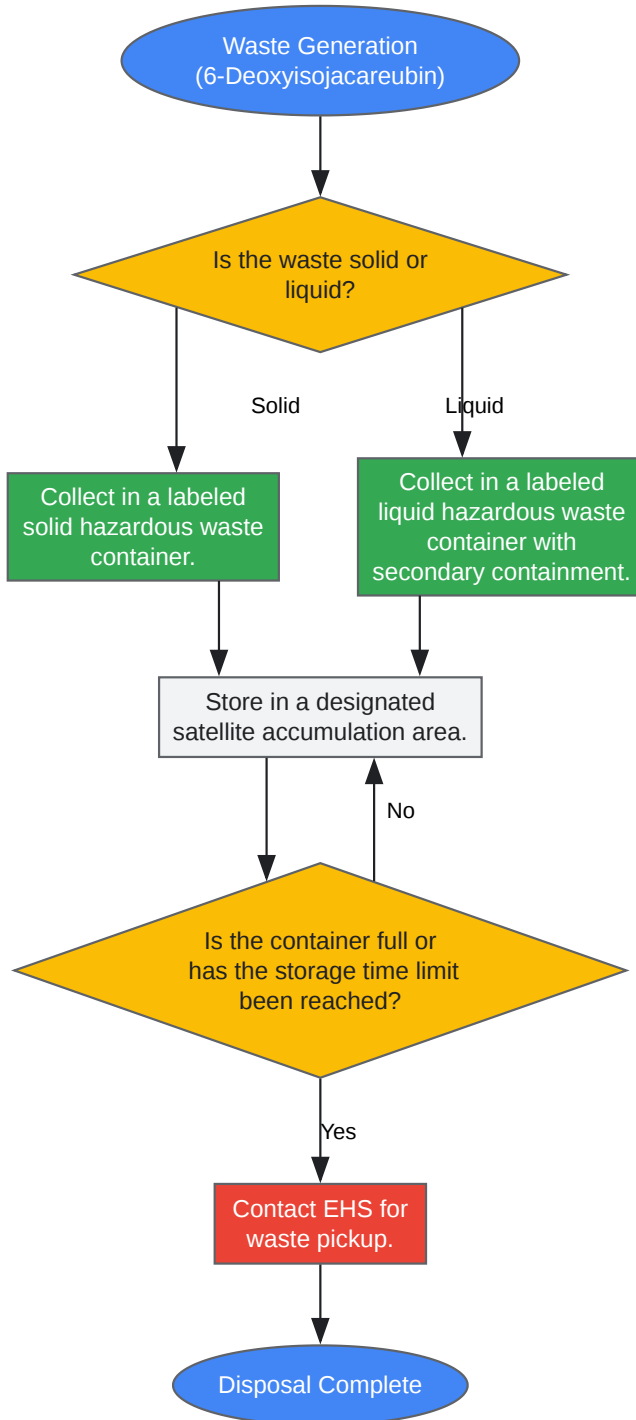 Waste Generation
(6-Deoxyisojacareubin)
Is the waste solid or
liquid?
Solid
Liquid
Collect in a labeled
solid hazardous waste
container.
Collect in a labeled
liquid hazardous waste
container with
secondary containment.
Store in a designated
satellite accumulation area.
No
Is the container full or
has the storage time limit
been reached?
Yes
Contact EHS for
waste pickup.
Disposal Complete